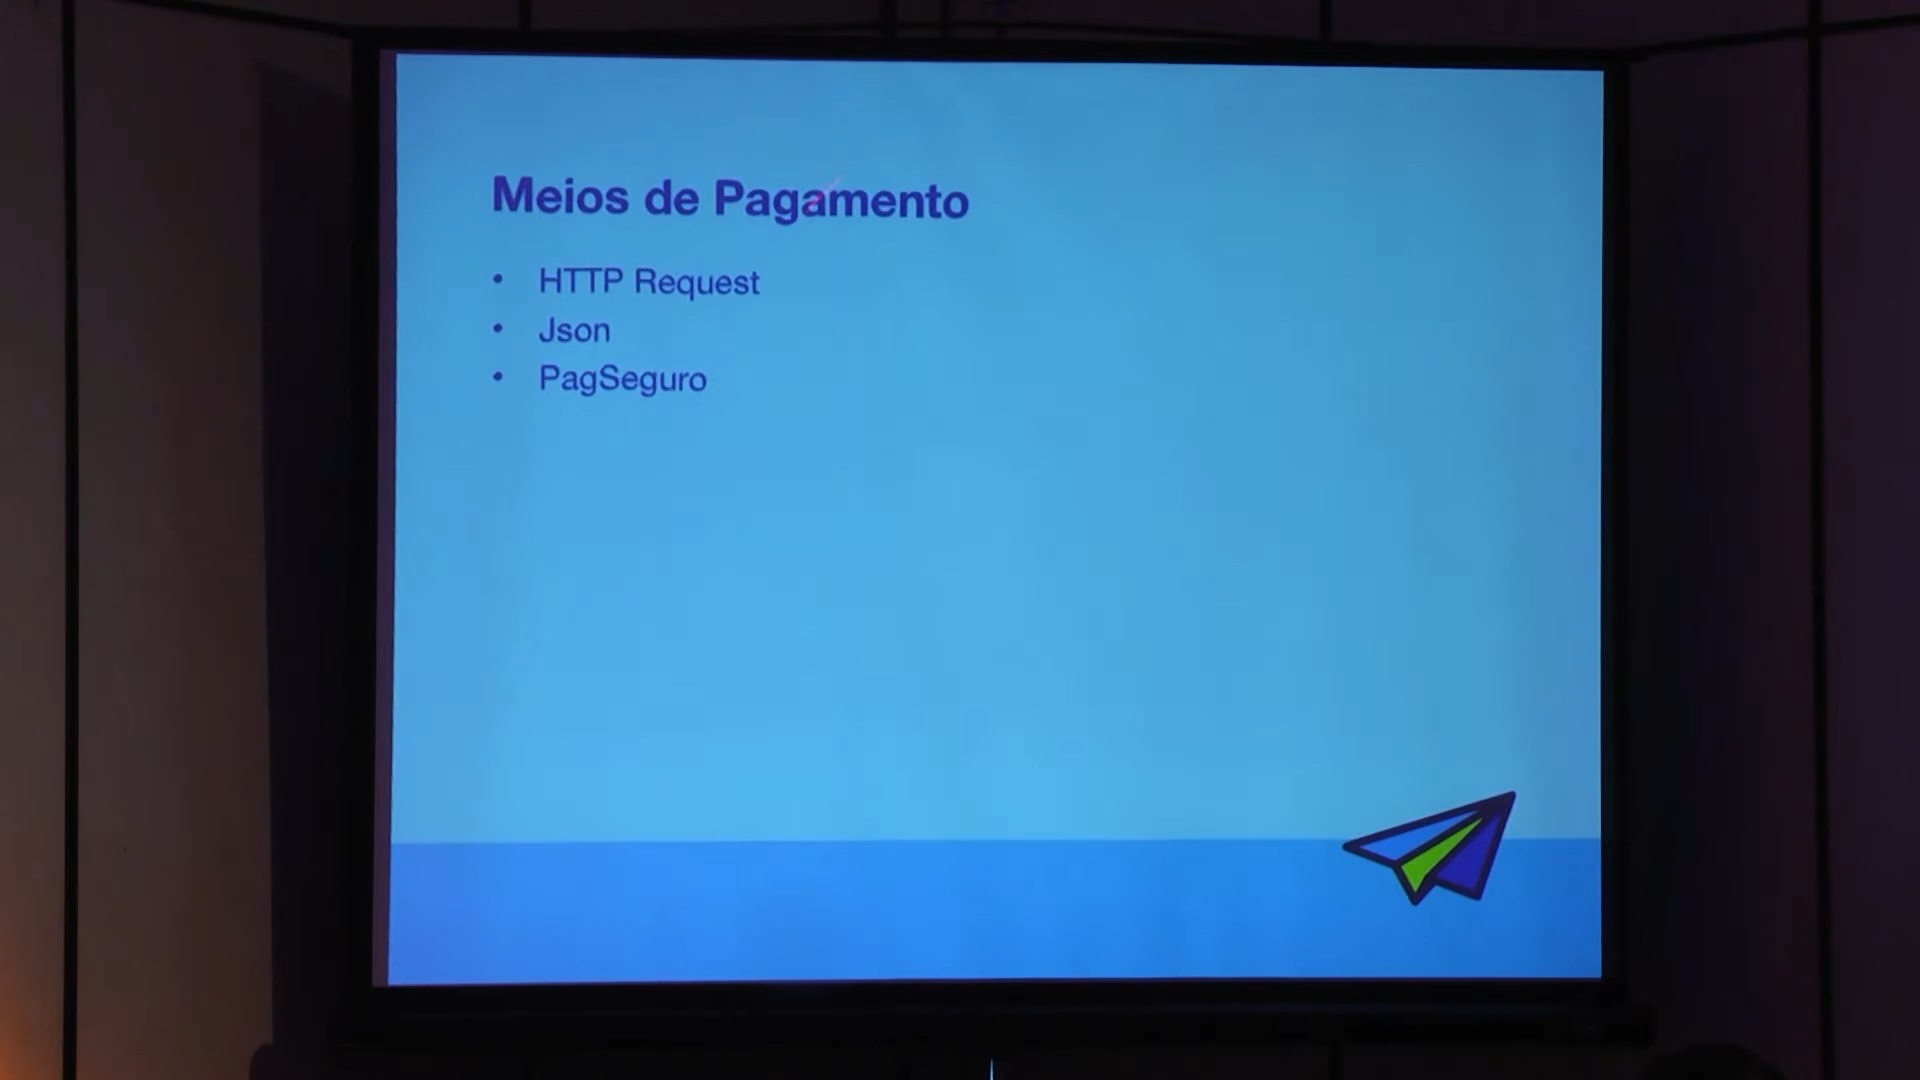 Meios de Pagamento
• HTTP Request
• Json
• PagSeguro